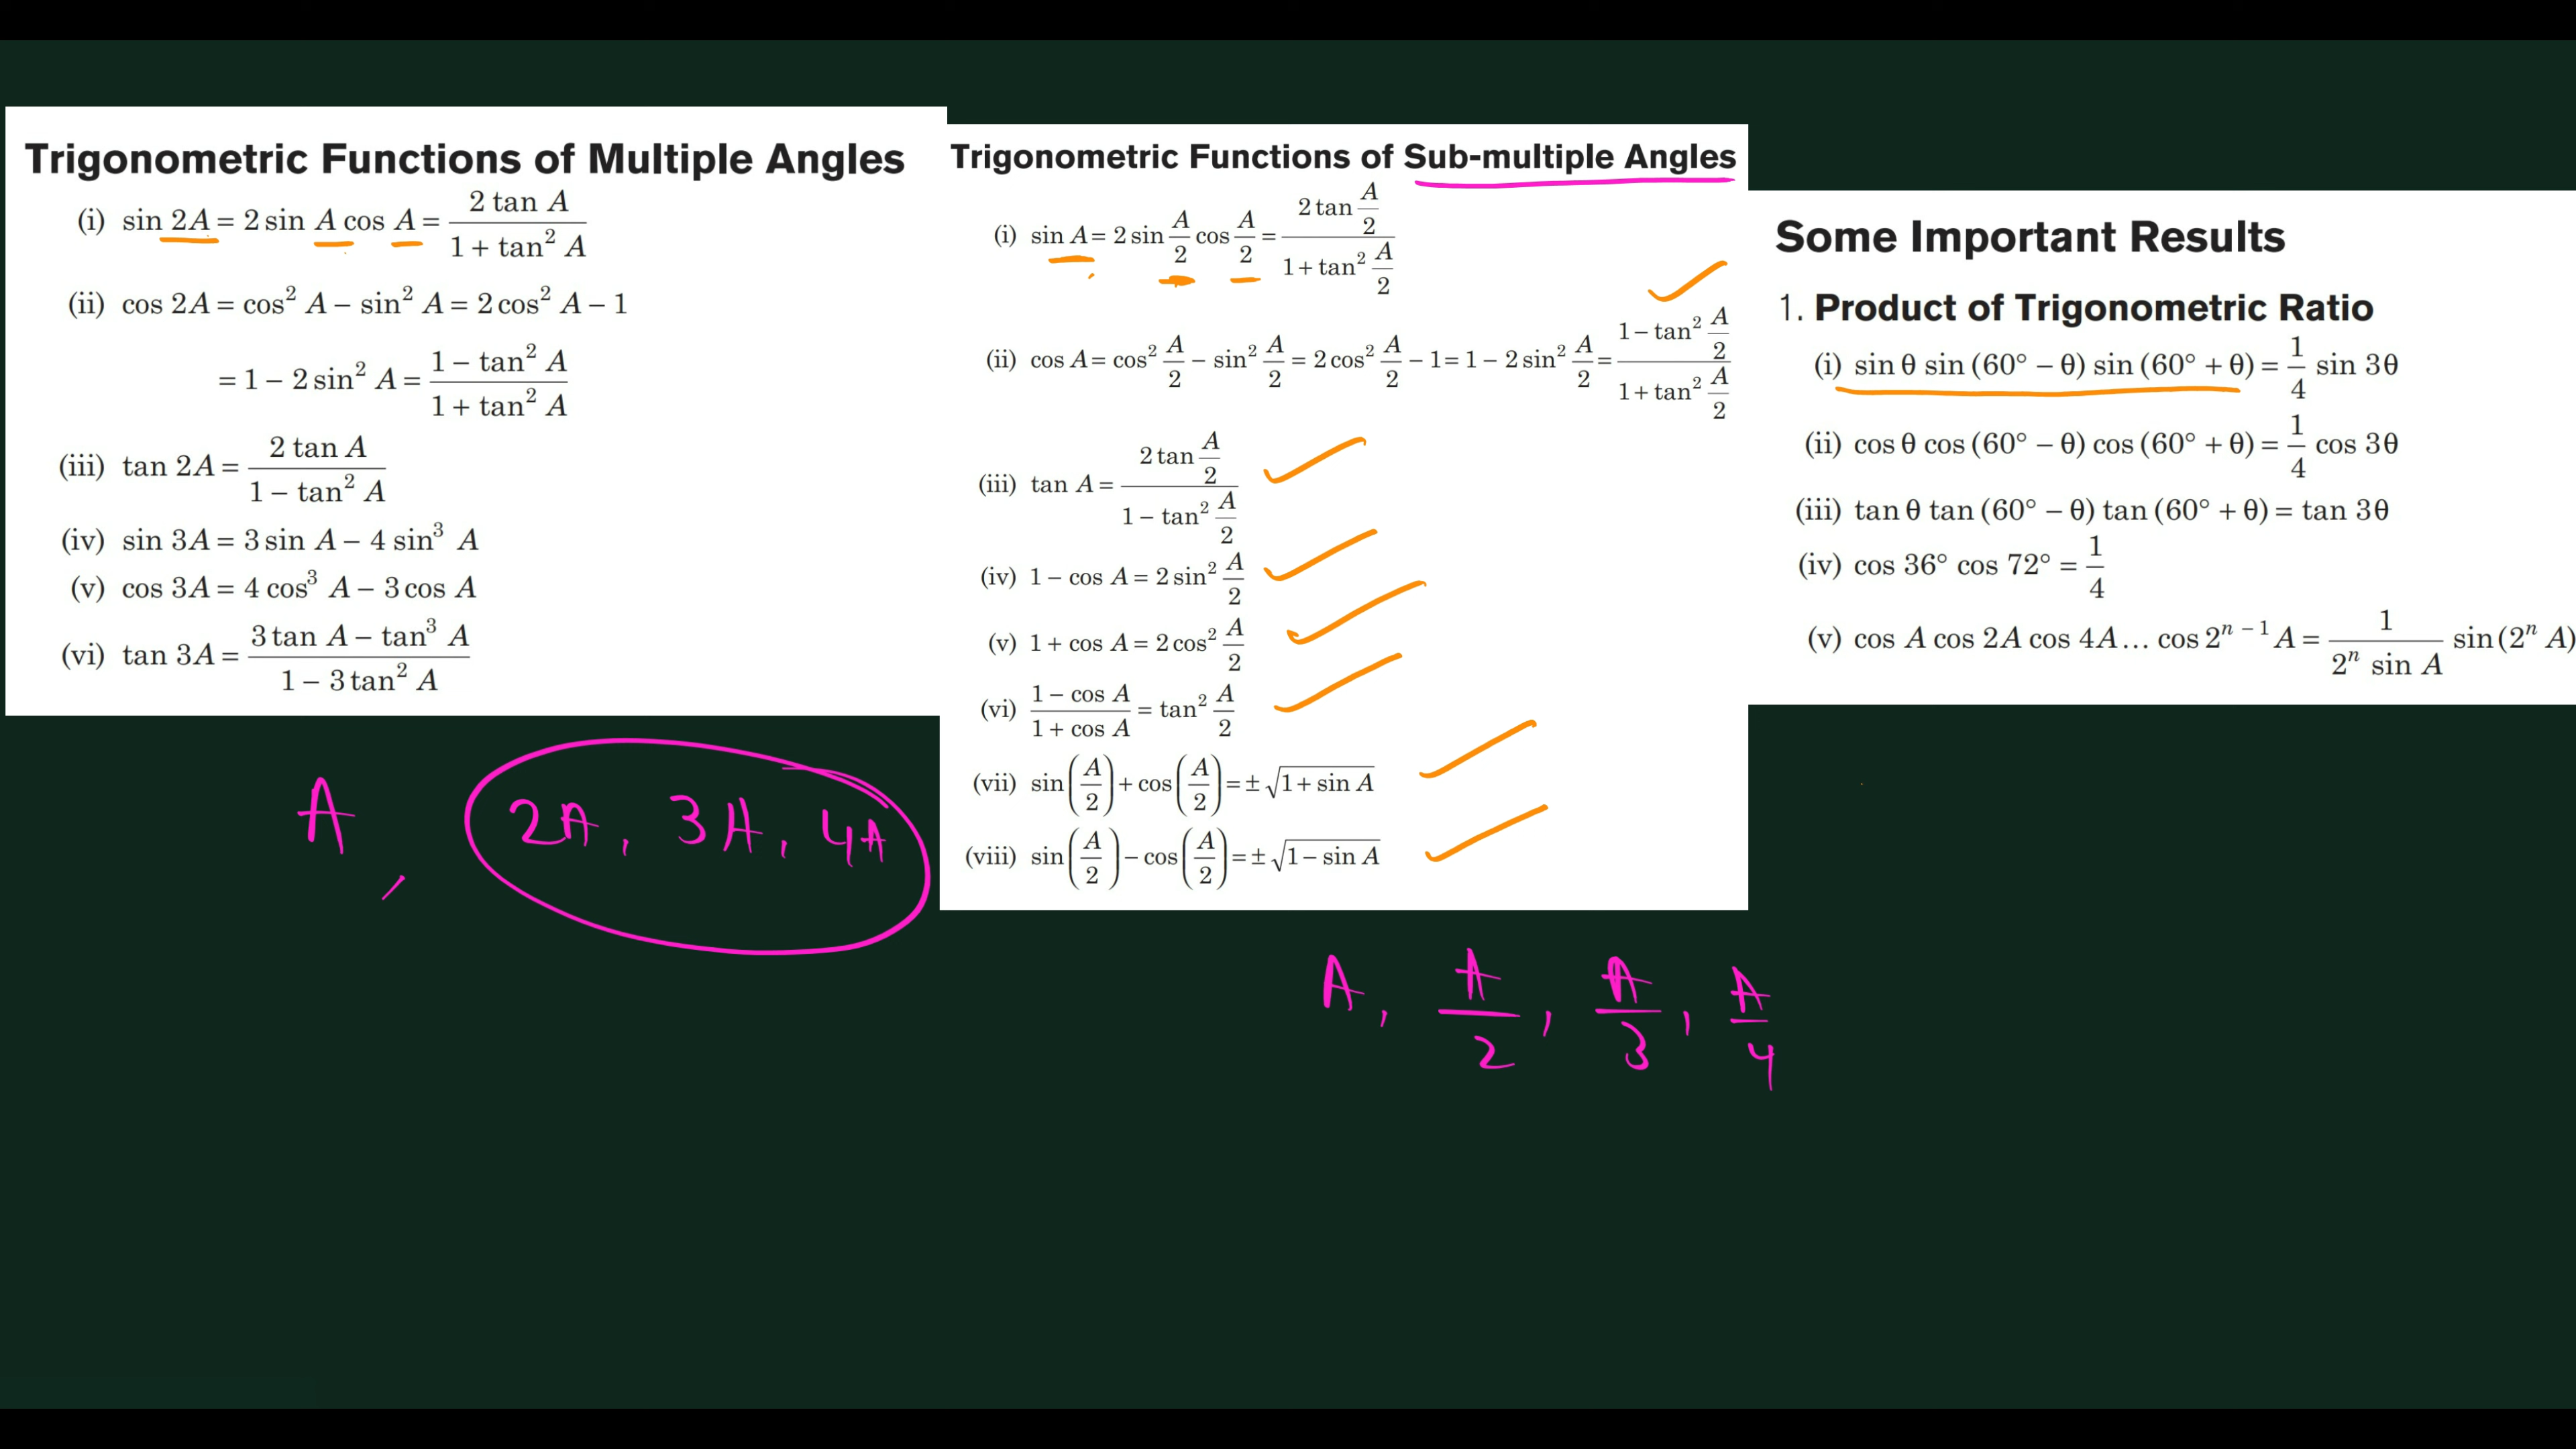 Trigonometric Functions of Multiple Angles
(i) sin 2A = 2 sin A cos A = 2 tan A / 1 + tan² A
(ii) cos 2A = cos² A − sin² A = 2 cos² A − 1
= 1 − 2 sin² A = 1 − tan² A / 1 + tan² A
(iii) tan 2A = 2 tan A / 1 − tan² A
(iv) sin 3A = 3 sin A − 4 sin³ A
(v) cos 3A = 4 cos³ A − 3 cos A
(vi) tan 3A = 3 tan A − tan³ A / 1 − 3 tan² A
A, 2A, 3A, 4A
Trigonometric Functions of Sub-multiple Angles
(i) sin A = 2 sin A/2 cos A/2 = 2 tan A/2 / 1 + tan² A/2
(ii) cos A = cos² A/2 − sin² A/2 = 2 cos² A/2 − 1 = 1 − 2 sin² A/2 = 1 − tan² A/2 / 1 + tan² A/2
(iii) tan A = 2 tan A/2 / 1 − tan² A/2
(iv) 1 − cos A = 2 sin² A/2
(v) 1 + cos A = 2 cos² A/2
(vi) 1 − cos A / 1 + cos A = tan² A/2
(vii) sin(A/2) + cos(A/2) = ± √1 + sin A
(viii) sin(A/2) − cos(A/2) = ± √1 − sin A
A, A/2, A/3, A/4
Some Important Results
1. Product of Trigonometric Ratio
(i) sin θ sin (60° − θ) sin (60° + θ) = 1/4 sin 3θ
(ii) cos θ cos (60° − θ) cos (60° + θ) = 1/4 cos 3θ
(iii) tan θ tan (60° − θ) tan (60° + θ) = tan 3θ
(iv) cos 36° cos 72° = 1/4
(v) cos A cos 2A cos 4A... cos 2ⁿ⁻¹ A = 1 / 2ⁿ sin A sin (2ⁿ A)